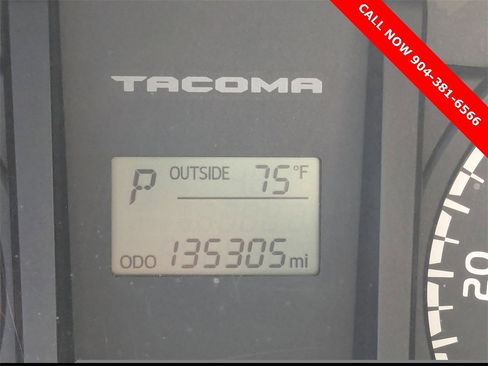 CALL NOW 904-381-6566
TACOMA
P OUTSIDE 75°F
ODO 135305 mi
20